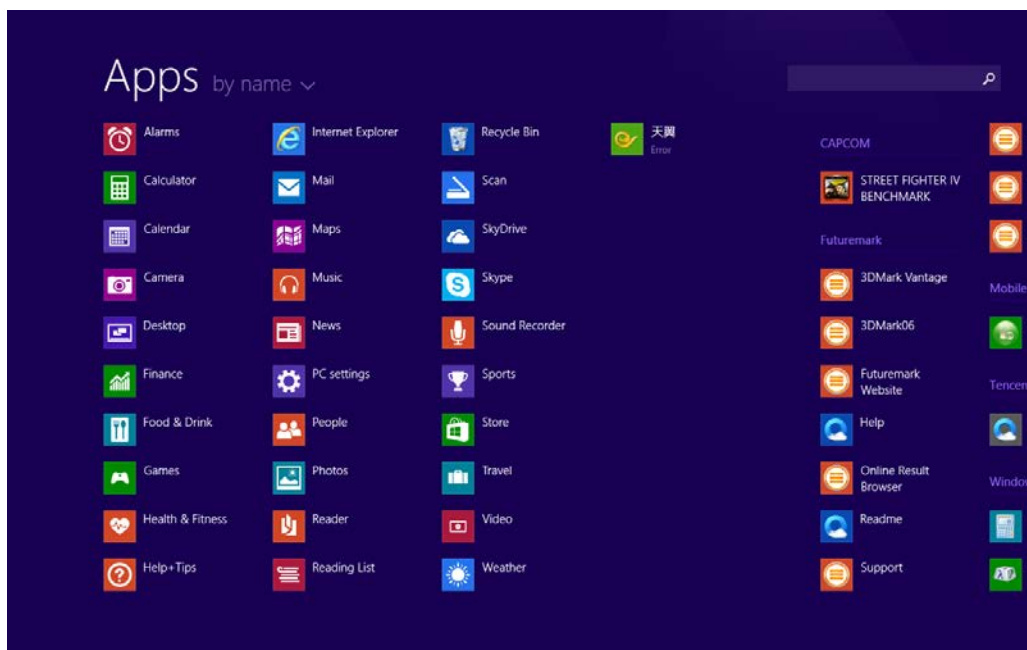 Apps by name
Alarms
Calculator
Calendar
Camera
Desktop
Finance
Food & Drink
Games
Health & Fitness
Help+Tips
Internet Explorer
Mail
Maps
Music
News
PC settings
People
Photos
Reader
Reading List
Recycle Bin
Scan
SkyDrive
Skype
Sound Recorder
Sports
Store
Travel
Video
Weather
天翼
Error
CAPCOM
STREET FIGHTER IV
BENCHMARK
Futuremark
3DMark Vantage
3DMark06
Futuremark
Website
Help
Online Result
Browser
Readme
Support
Mobile
Tencen
Windo